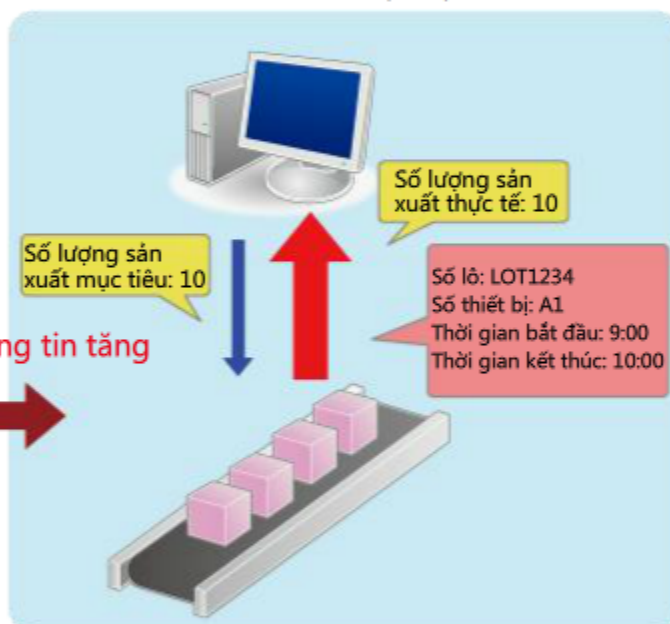 Số lượng sản
xuất thực tế: 10
Số lượng sản
xuất mục tiêu: 10
Số lô: LOT1234
Số thiết bị: A1
Thời gian bắt đầu: 9:00
Thời gian kết thúc: 10:00
ng tin tăng